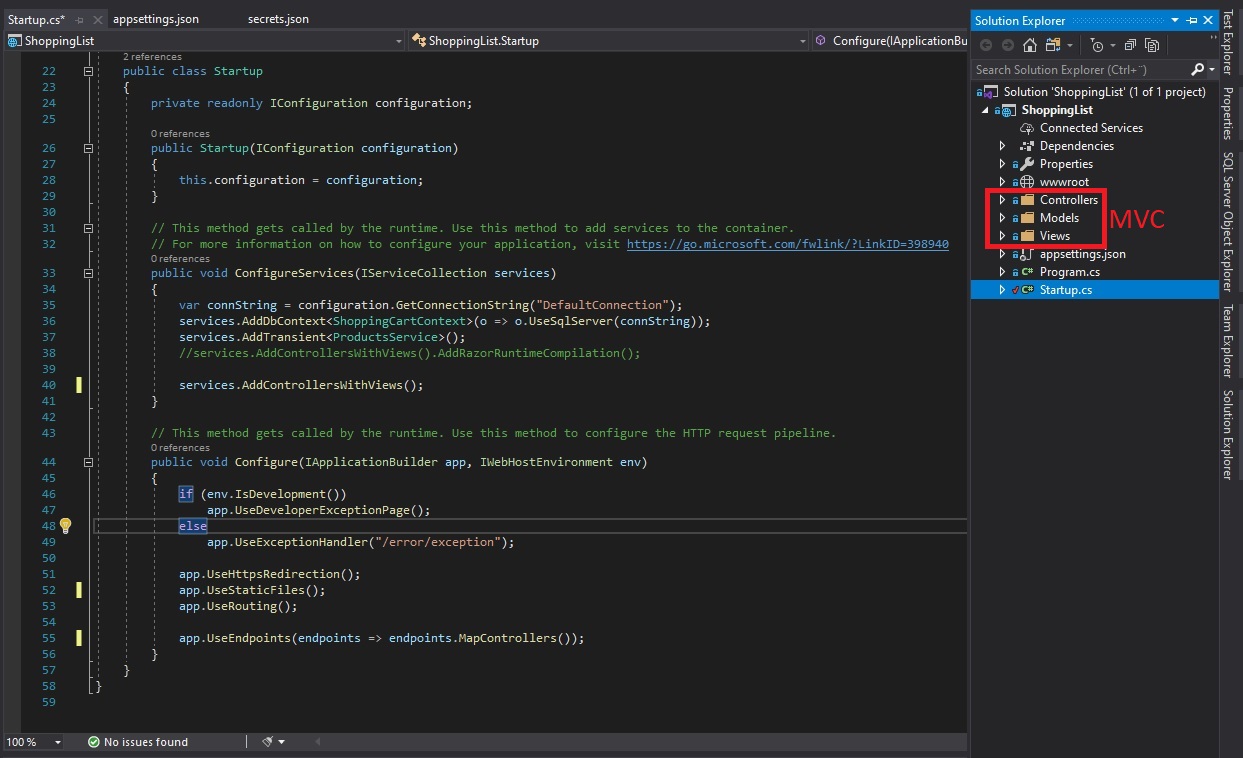 Startup.cs*
appsettings.json
secrets.json
ShoppingList
ShoppingList.Startup
Configure(IApplicationBu
2 references
22 public class Startup
23 {
24 private readonly IConfiguration configuration;
25
0 references
26 public Startup(IConfiguration configuration)
27 {
28 this.configuration = configuration;
29 }
30
31 // This method gets called by the runtime. Use this method to add services to the container.
32 // For more information on how to configure your application, visit https://go.microsoft.com/fwlink/?LinkID=398940
0 references
33 public void ConfigureServices(IServiceCollection services)
34 {
35 var connString = configuration.GetConnectionString("DefaultConnection");
36 services.AddDbContext<ShoppingCartContext>(o => o.UseSqlServer(connString));
37 services.AddTransient<ProductsService>();
38 //services.AddControllersWithViews().AddRazorRuntimeCompilation();
39
40 services.AddControllersWithViews();
41 }
42
43 // This method gets called by the runtime. Use this method to configure the HTTP request pipeline.
0 references
44 public void Configure(IApplicationBuilder app, IWebHostEnvironment env)
45 {
46 if (env.IsDevelopment())
47 app.UseDeveloperExceptionPage();
48 else
49 app.UseExceptionHandler("/error/exception");
50
51 app.UseHttpsRedirection();
52 app.UseStaticFiles();
53 app.UseRouting();
54
55 app.UseEndpoints(endpoints => endpoints.MapControllers());
56 }
57 }
58 }
59
100 %
No issues found
Solution Explorer
Search Solution Explorer (Ctrl+¨)
Solution 'ShoppingList' (1 of 1 project)
ShoppingList
Connected Services
Dependencies
Properties
wwwroot
Controllers
Models
Views
MVC
appsettings.json
C# Program.cs
C# Startup.cs
Test Explorer
Properties
SQL Server Object Explorer
Team Explorer
Solution Explorer